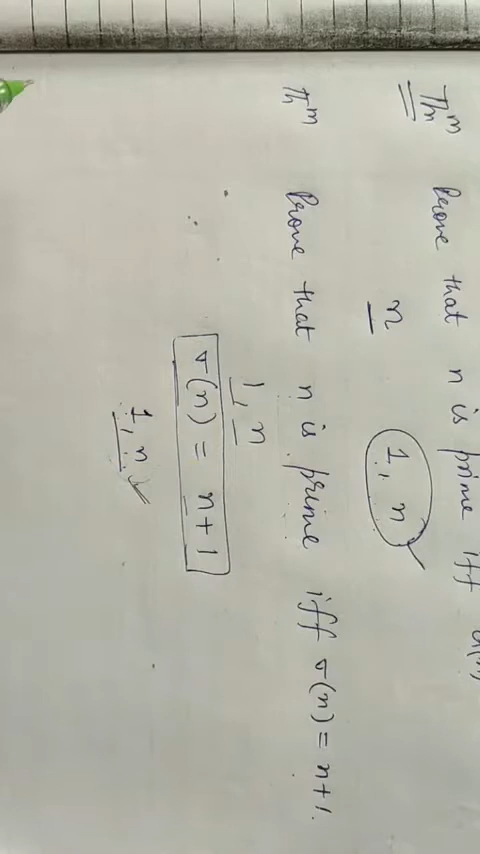 Thm Prove that n is prime iff d(n)
n 1, n
Thm Prove that n is prime iff σ(n) = n+1.
1, n
σ(n) = n+1
1, n